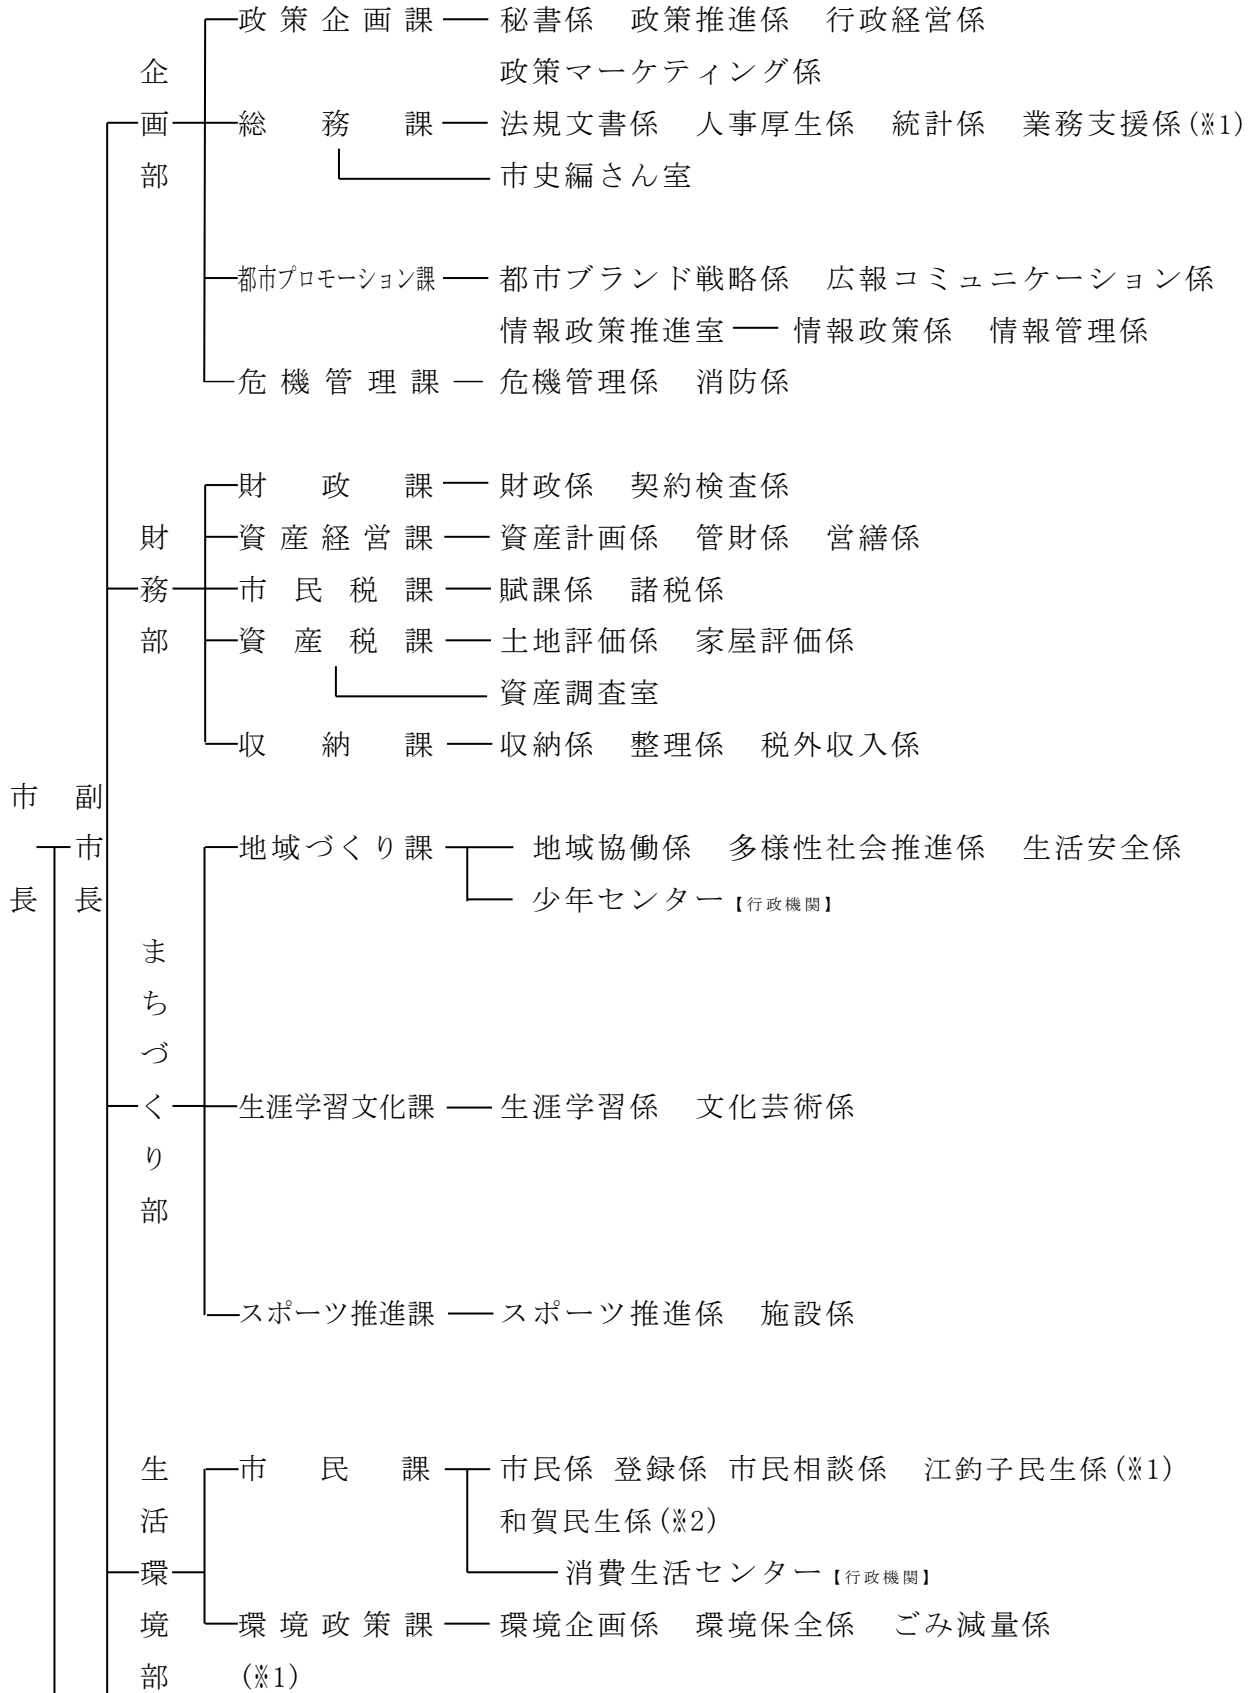 政策企画課 秘書係 政策推進係 行政経営係
政策マーケティング係
企画部
総務課 法規文書係 人事厚生係 統計係 業務支援係(※1)
市史編さん室
都市プロモーション課 都市ブランド戦略係 広報コミュニケーション係
情報政策推進室 情報政策係 情報管理係
危機管理課 危機管理係 消防係
財務部
財政課 財政係 契約検査係
資産経営課 資産計画係 管財係 営繕係
市民税課 賦課係 諸税係
資産税課 土地評価係 家屋評価係
資産調査室
収納課 収納係 整理係 税外収入係
市長
副市長
まちづくり部
地域づくり課 地域協働係 多様性社会推進係 生活安全係
少年センター【行政機関】
生涯学習文化課 生涯学習係 文化芸術係
スポーツ推進課 スポーツ推進係 施設係
生活環境部
市民課 市民係 登録係 市民相談係 江釣子民生係(※1)
和賀民生係(※2)
消費生活センター【行政機関】
環境政策課 環境企画係 環境保全係 ごみ減量係
(※1)